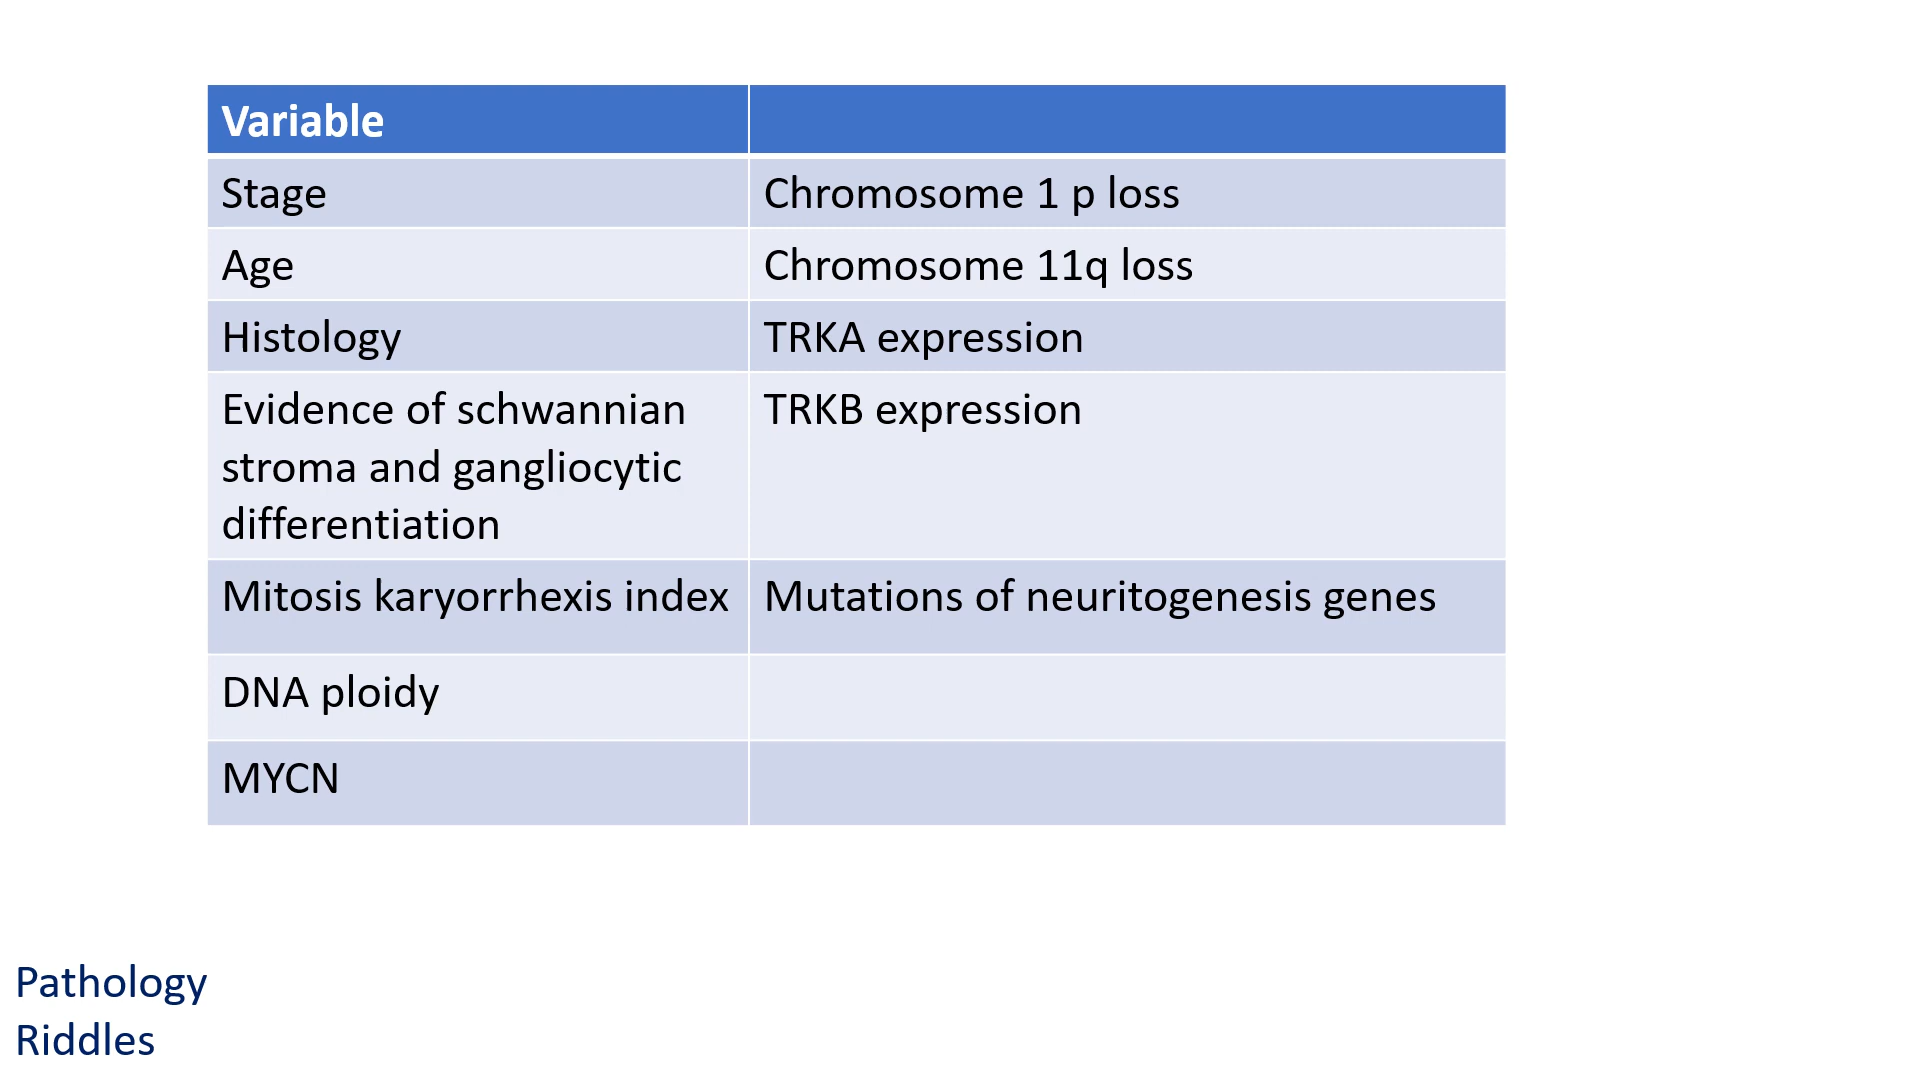 Variable
Stage
Chromosome 1 p loss
Age
Chromosome 11q loss
Histology
TRKA expression
Evidence of schwannian
stroma and gangliocytic
differentiation
TRKB expression
Mitosis karyorrhexis index
Mutations of neuritogenesis genes
DNA ploidy
MYCN
Pathology
Riddles